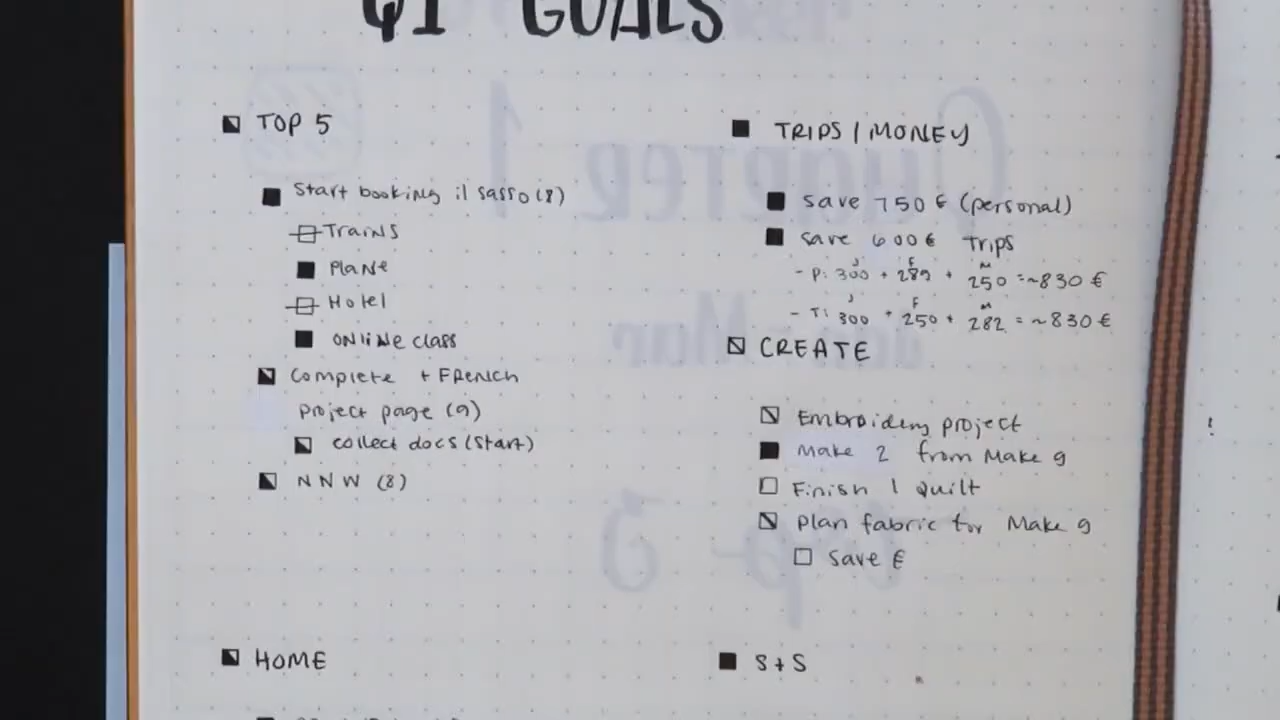 Q1 GOALS
TOP 5
Start booking il sasso (8)
Trains
Plane
Hotel
online class
Complete + French
project page (9)
collect docs (start)
NNW (8)
HOME
TRIPS / MONEY
Save 750 € (personal)
Save 600€ Trips
J F M
- P: 300 + 289 + 250 = ~830 €
J F M
- T: 300 + 250 + 282 = ~830 €
CREATE
Embroidery project
Make 2 from Make 9
Finish 1 quilt
Plan fabric for Make 9
Save €
S + S